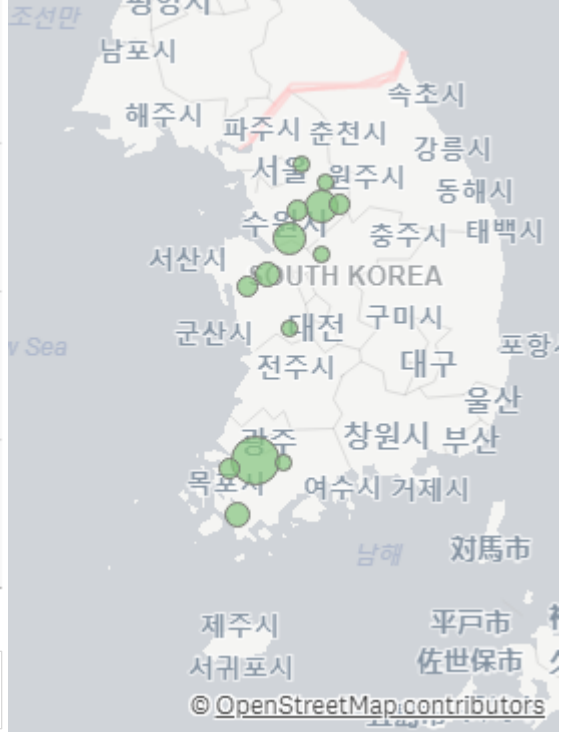 평양시
조선만
남포시
속초시
해주시
파주시 춘천시
강릉시
서울 원주시
동해시
수원시
충주시 태백시
서산시
SOUTH KOREA
구미시
대전
군산시
w Sea
포항시
전주시
대구
울산
광주
창원시 부산
목포시
여수시 거제시
남해
対馬市
제주시
平戸市
서귀포시
佐世保市
© OpenStreetMap contributors